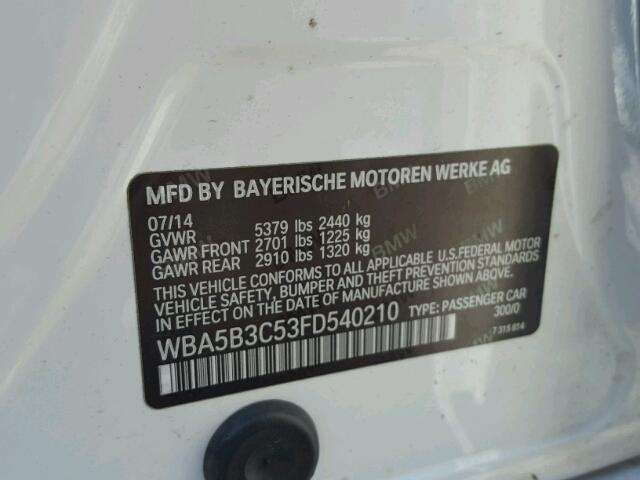 MFD BY BAYERISCHE MOTOREN WERKE AG
07/14
GVWR 5379 lbs 2440 kg
GAWR FRONT 2701 lbs 1225 kg
GAWR REAR 2910 lbs 1320 kg
THIS VEHICLE CONFORMS TO ALL APPLICABLE U.S.FEDERAL MOTOR
VEHICLE SAFETY, BUMPER AND THEFT PREVENTION STANDARDS
IN EFFECT ON THE DATE OF MANUFACTURE SHOWN ABOVE.
WBA5B3C53FD540210 TYPE: PASSENGER CAR
300/0
7 315 814